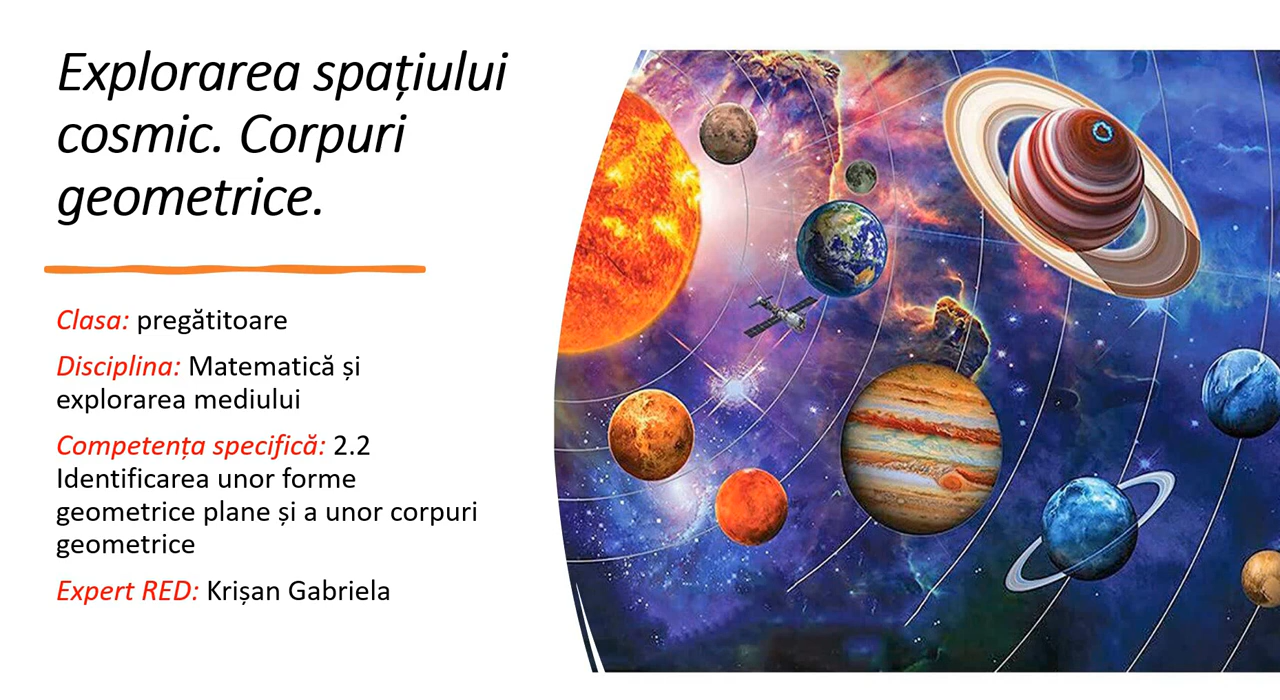 Explorarea spațiului
cosmic. Corpuri
geometrice.
Clasa: pregătitoare
Disciplina: Matematică și
explorarea mediului
Competența specifică: 2.2
Identificarea unor forme
geometrice plane și a unor corpuri
geometrice
Expert RED: Krișan Gabriela